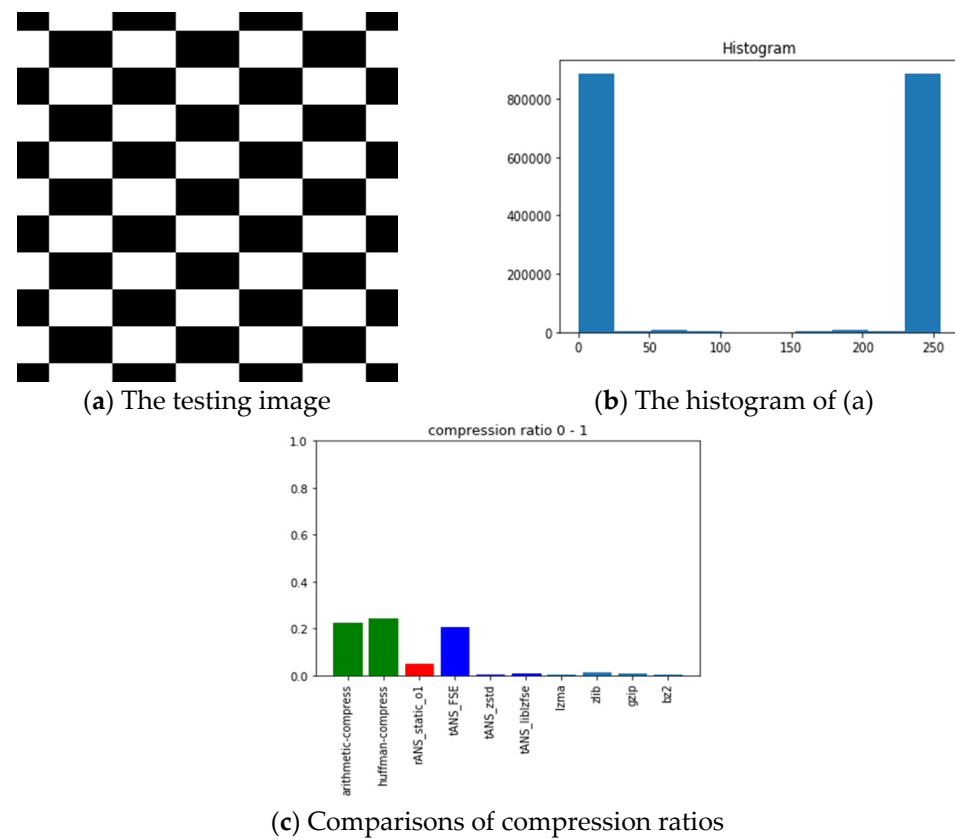 Histogram
800000
600000
400000
200000
0
0 50 100 150 200 250
(a) The testing image (b) The histogram of (a)
compression ratio 0 - 1
1.0
0.8
0.6
0.4
0.2
0.0
arithmetic-compress
huffman-compress
rANS_static_o1
tANS_FSE
tANS_zstd
tANS_liblzfse
lzma
zlib
gzip
bz2
(c) Comparisons of compression ratios